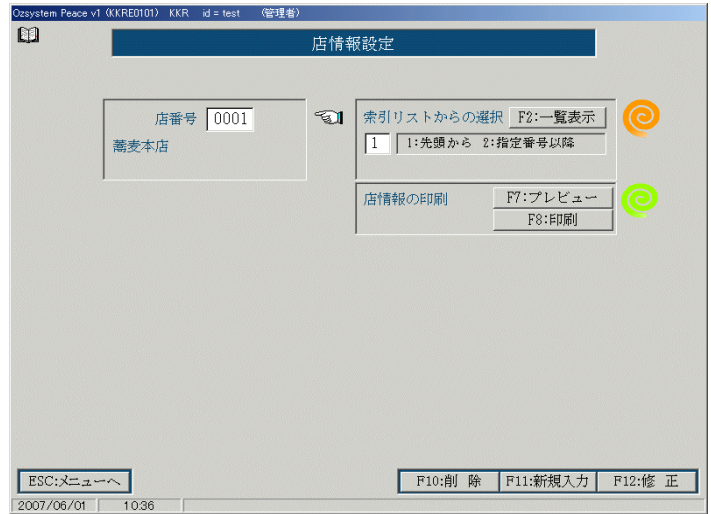 Ozsystem Peace v1 (KKRE0101) KKR id = test (管理者)
店情報設定
店番号 0001
蕎麦本店
索引リストからの選択 F2:一覧表示
1 1:先頭から 2:指定番号以降
店情報の印刷 F7:プレビュー
F8:印刷
ESC:メニューへ F10:削 除 F11:新規入力 F12:修 正
2007/06/01 10:36